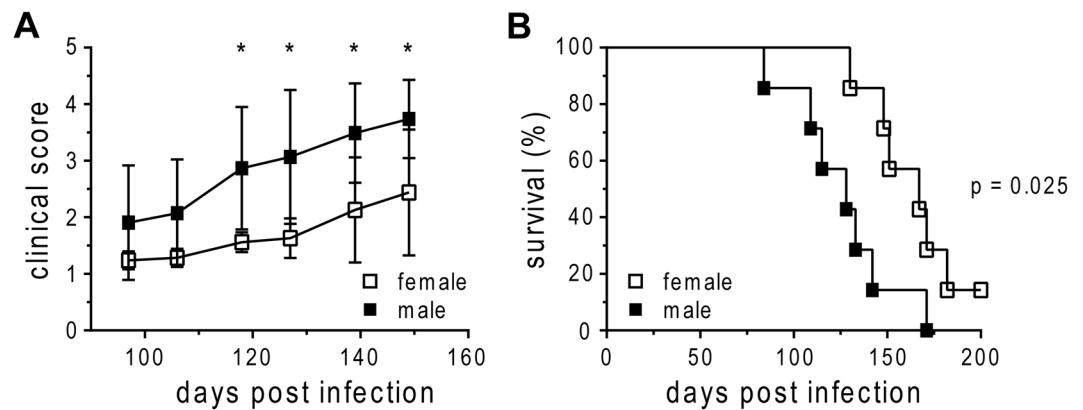 A
5
4
3
2
1
0
clinical score
* * * *
female
male
100 120 140 160
days post infection
B
100
80
60
40
20
0
survival (%)
p = 0.025
female
male
0 50 100 150 200
days post infection